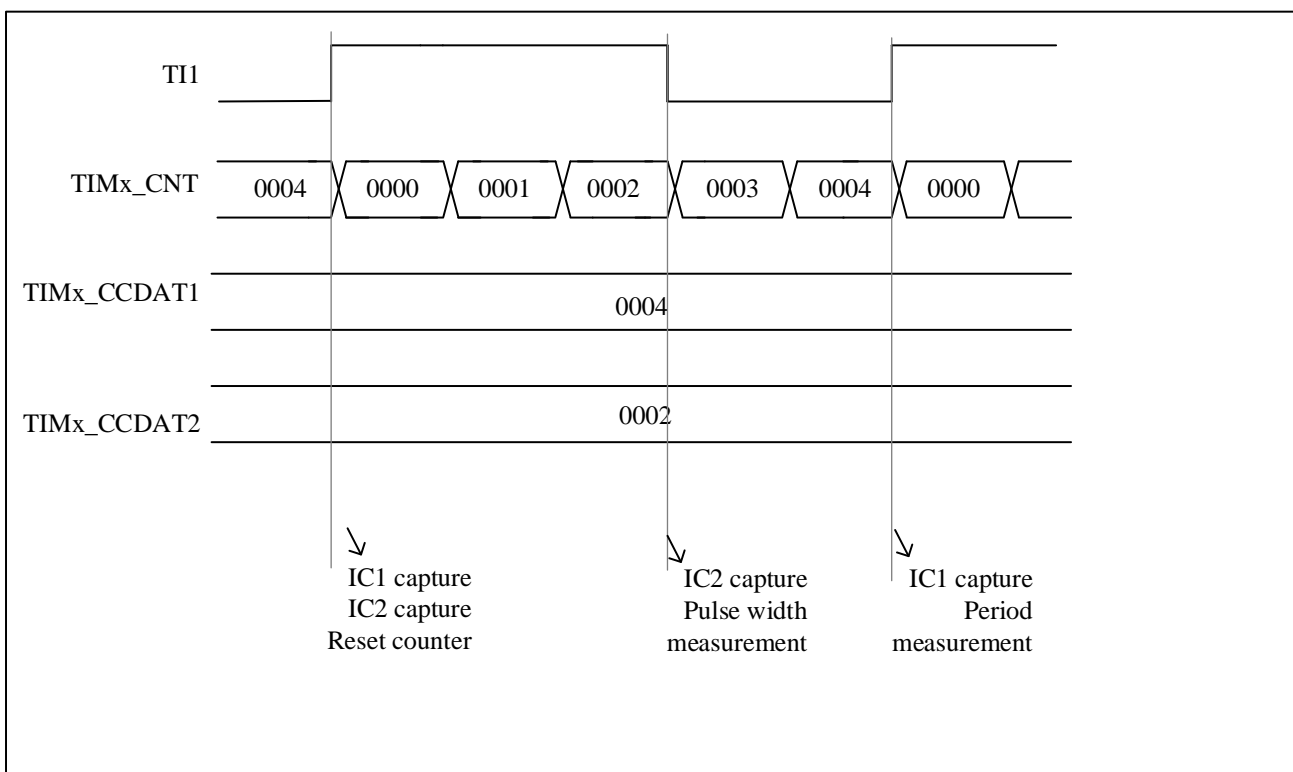 TI1
TIMx_CNT
0004
0000
0001
0002
0003
0004
0000
TIMx_CCDAT1
0004
TIMx_CCDAT2
0002
IC1 capture
IC2 capture
Reset counter
IC2 capture
Pulse width
measurement
IC1 capture
Period
measurement